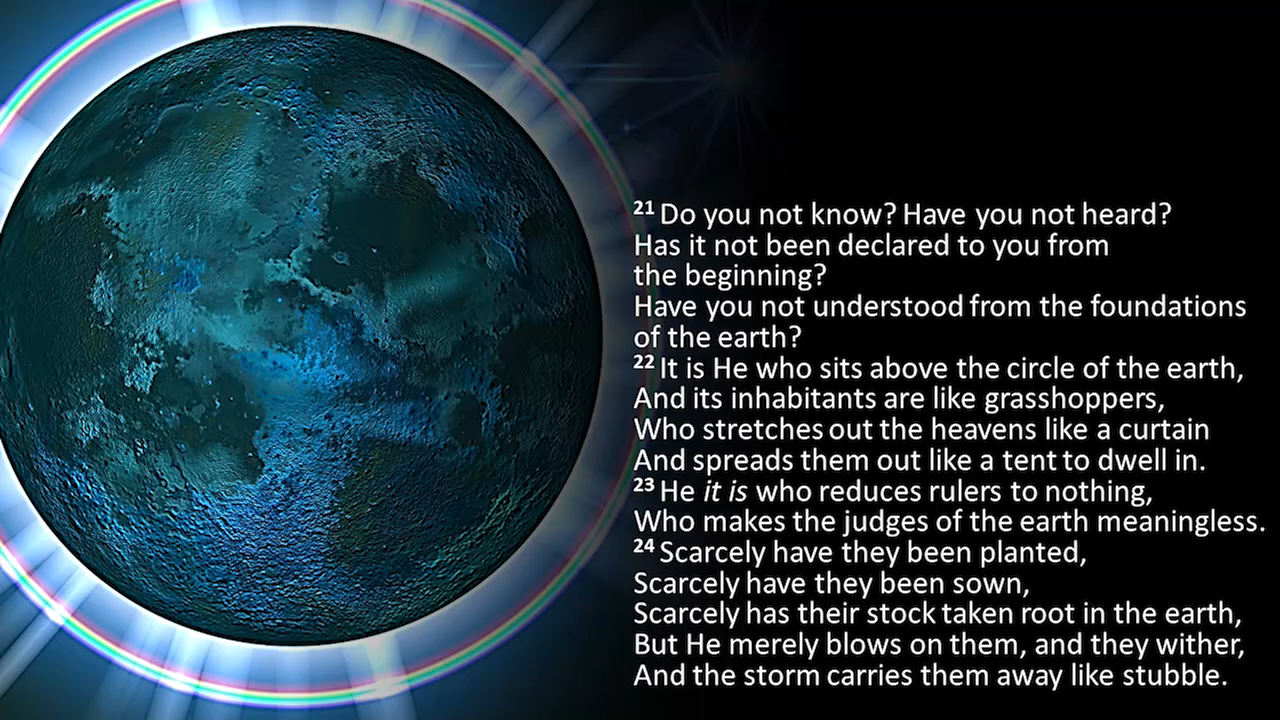 21 Do you not know? Have you not heard?
Has it not been declared to you from
the beginning?
Have you not understood from the foundations
of the earth?
22 It is He who sits above the circle of the earth,
And its inhabitants are like grasshoppers,
Who stretches out the heavens like a curtain
And spreads them out like a tent to dwell in.
23 He it is who reduces rulers to nothing,
Who makes the judges of the earth meaningless.
24 Scarcely have they been planted,
Scarcely have they been sown,
Scarcely has their stock taken root in the earth,
But He merely blows on them, and they wither,
And the storm carries them away like stubble.